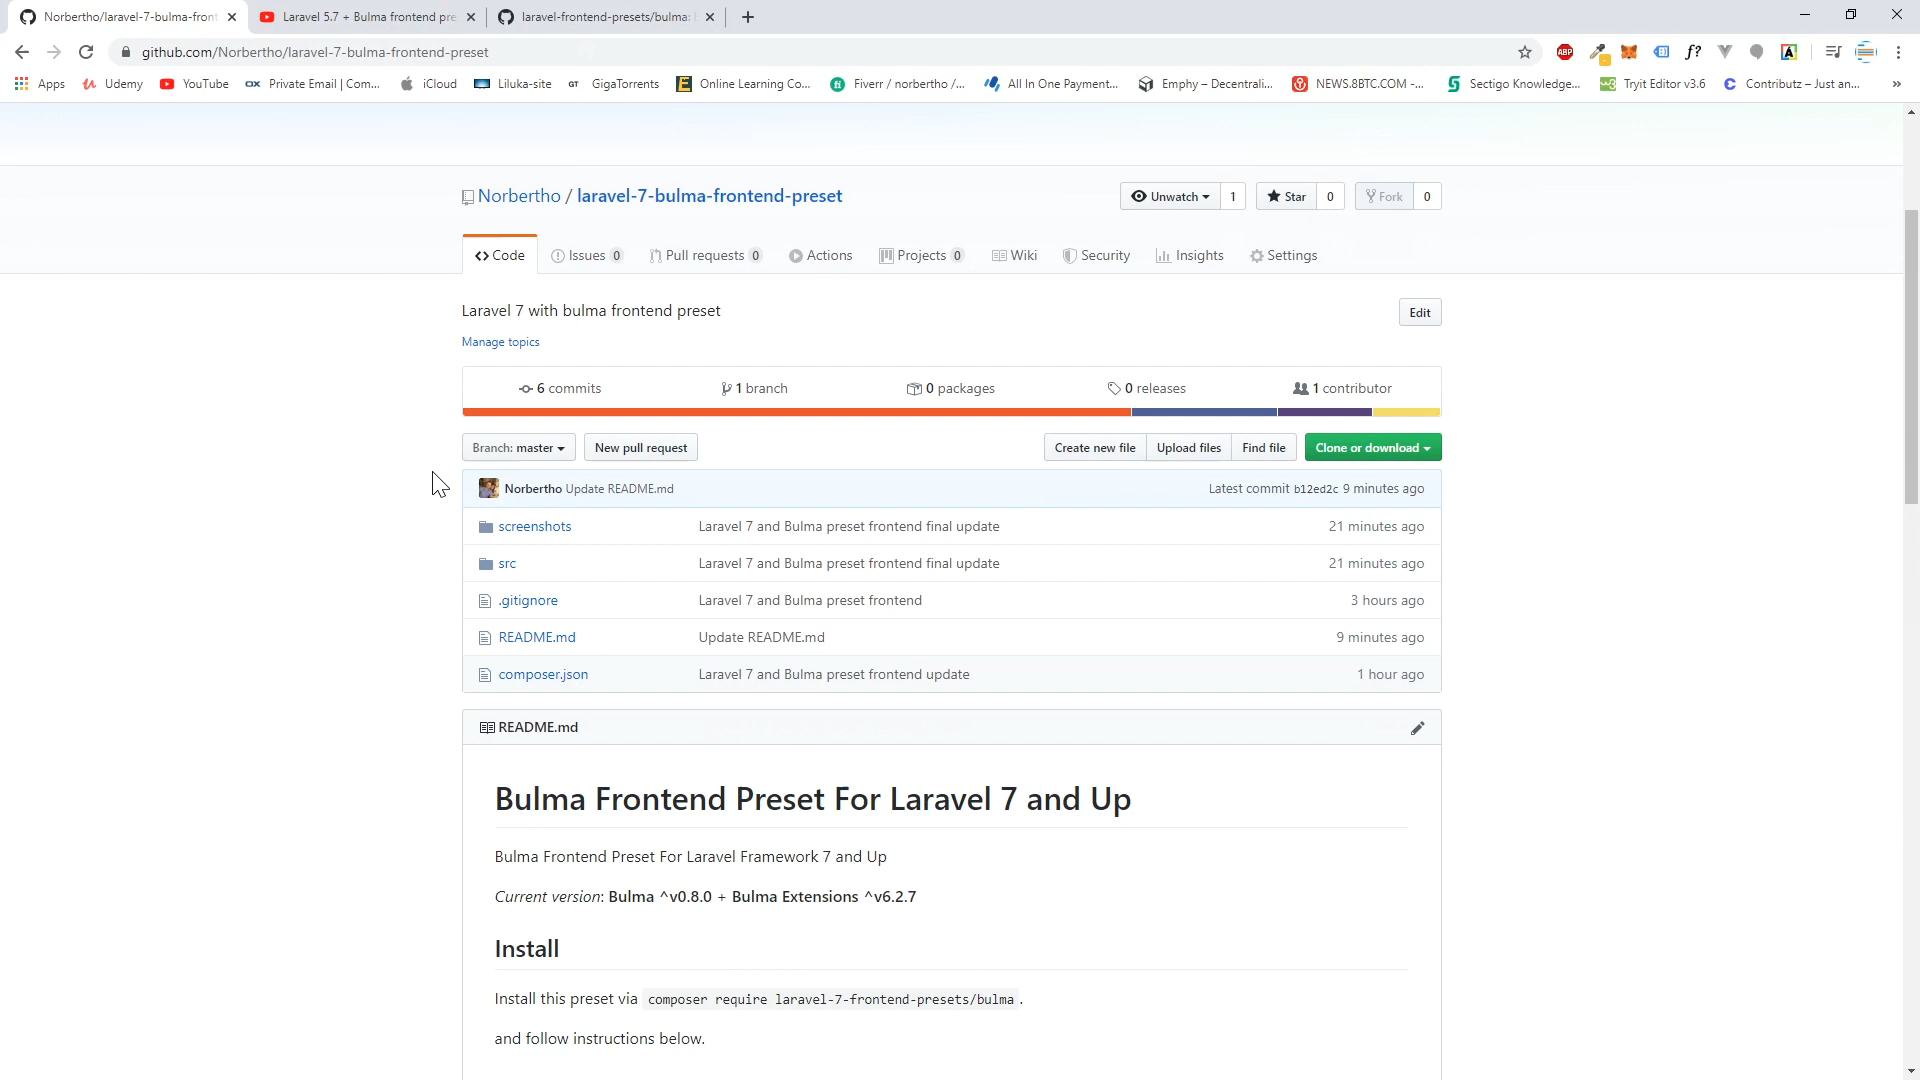 Norbertho/laravel-7-bulma-front
Laravel 5.7 + Bulma frontend pre
laravel-frontend-presets/bulma:
github.com/Norbertho/laravel-7-bulma-frontend-preset
ABP
f?
Apps
Udemy
YouTube
OX Private Email | Com...
iCloud
Liluka-site
GT GigaTorrents
Online Learning Co...
fi Fiverr / norbertho /...
All In One Payment...
Emphy – Decentrali...
NEWS.8BTC.COM -...
Sectigo Knowledge...
Tryit Editor v3.6
Contributz – Just an...
»
Norbertho / laravel-7-bulma-frontend-preset
Unwatch 1
Star 0
Fork 0
Code
Issues 0
Pull requests 0
Actions
Projects 0
Wiki
Security
Insights
Settings
Laravel 7 with bulma frontend preset
Edit
Manage topics
6 commits
1 branch
0 packages
0 releases
1 contributor
Branch: master
New pull request
Create new file
Upload files
Find file
Clone or download
Norbertho Update README.md
Latest commit b12ed2c 9 minutes ago
screenshots Laravel 7 and Bulma preset frontend final update 21 minutes ago
src Laravel 7 and Bulma preset frontend final update 21 minutes ago
.gitignore Laravel 7 and Bulma preset frontend 3 hours ago
README.md Update README.md 9 minutes ago
composer.json Laravel 7 and Bulma preset frontend update 1 hour ago
README.md
Bulma Frontend Preset For Laravel 7 and Up
Bulma Frontend Preset For Laravel Framework 7 and Up
Current version: Bulma ^v0.8.0 + Bulma Extensions ^v6.2.7
Install
Install this preset via composer require laravel-7-frontend-presets/bulma .
and follow instructions below.